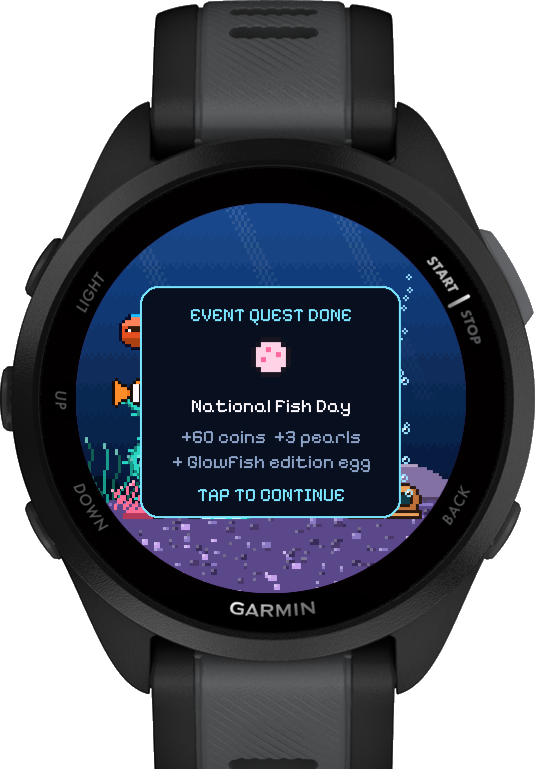 LIGHT
START
STOP
UP
DOWN
BACK
EVENT QUEST DONE
National Fish Day
+60 coins +3 pearls
+ GlowFish edition egg
TAP TO CONTINUE
GARMIN